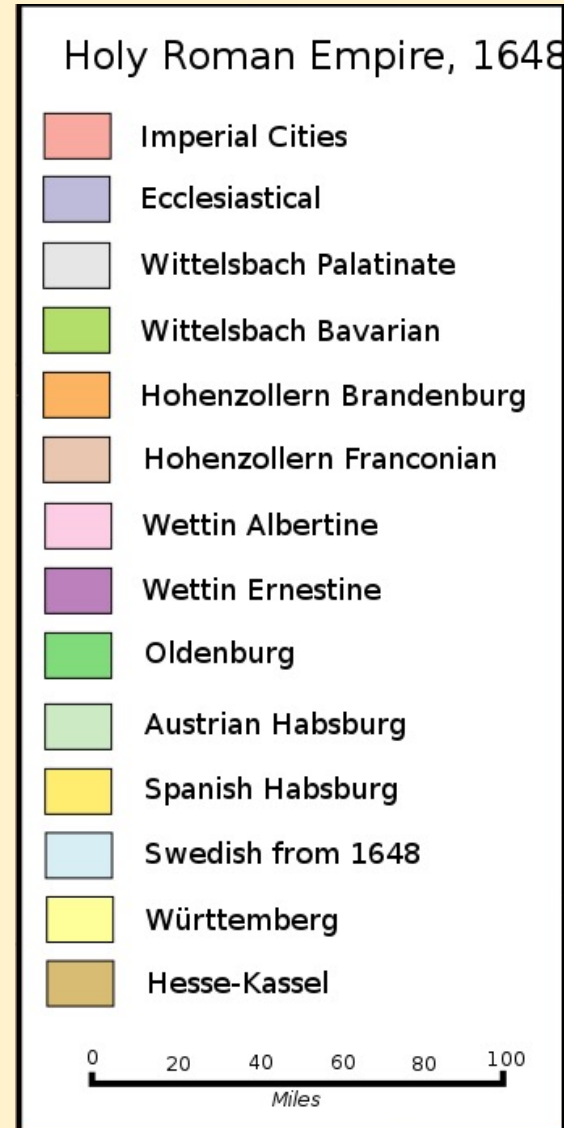 Holy Roman Empire, 1648
Imperial Cities
Ecclesiastical
Wittelsbach Palatinate
Wittelsbach Bavarian
Hohenzollern Brandenburg
Hohenzollern Franconian
Wettin Albertine
Wettin Ernestine
Oldenburg
Austrian Habsburg
Spanish Habsburg
Swedish from 1648
Württemberg
Hesse-Kassel
0 20 40 60 80 100
Miles